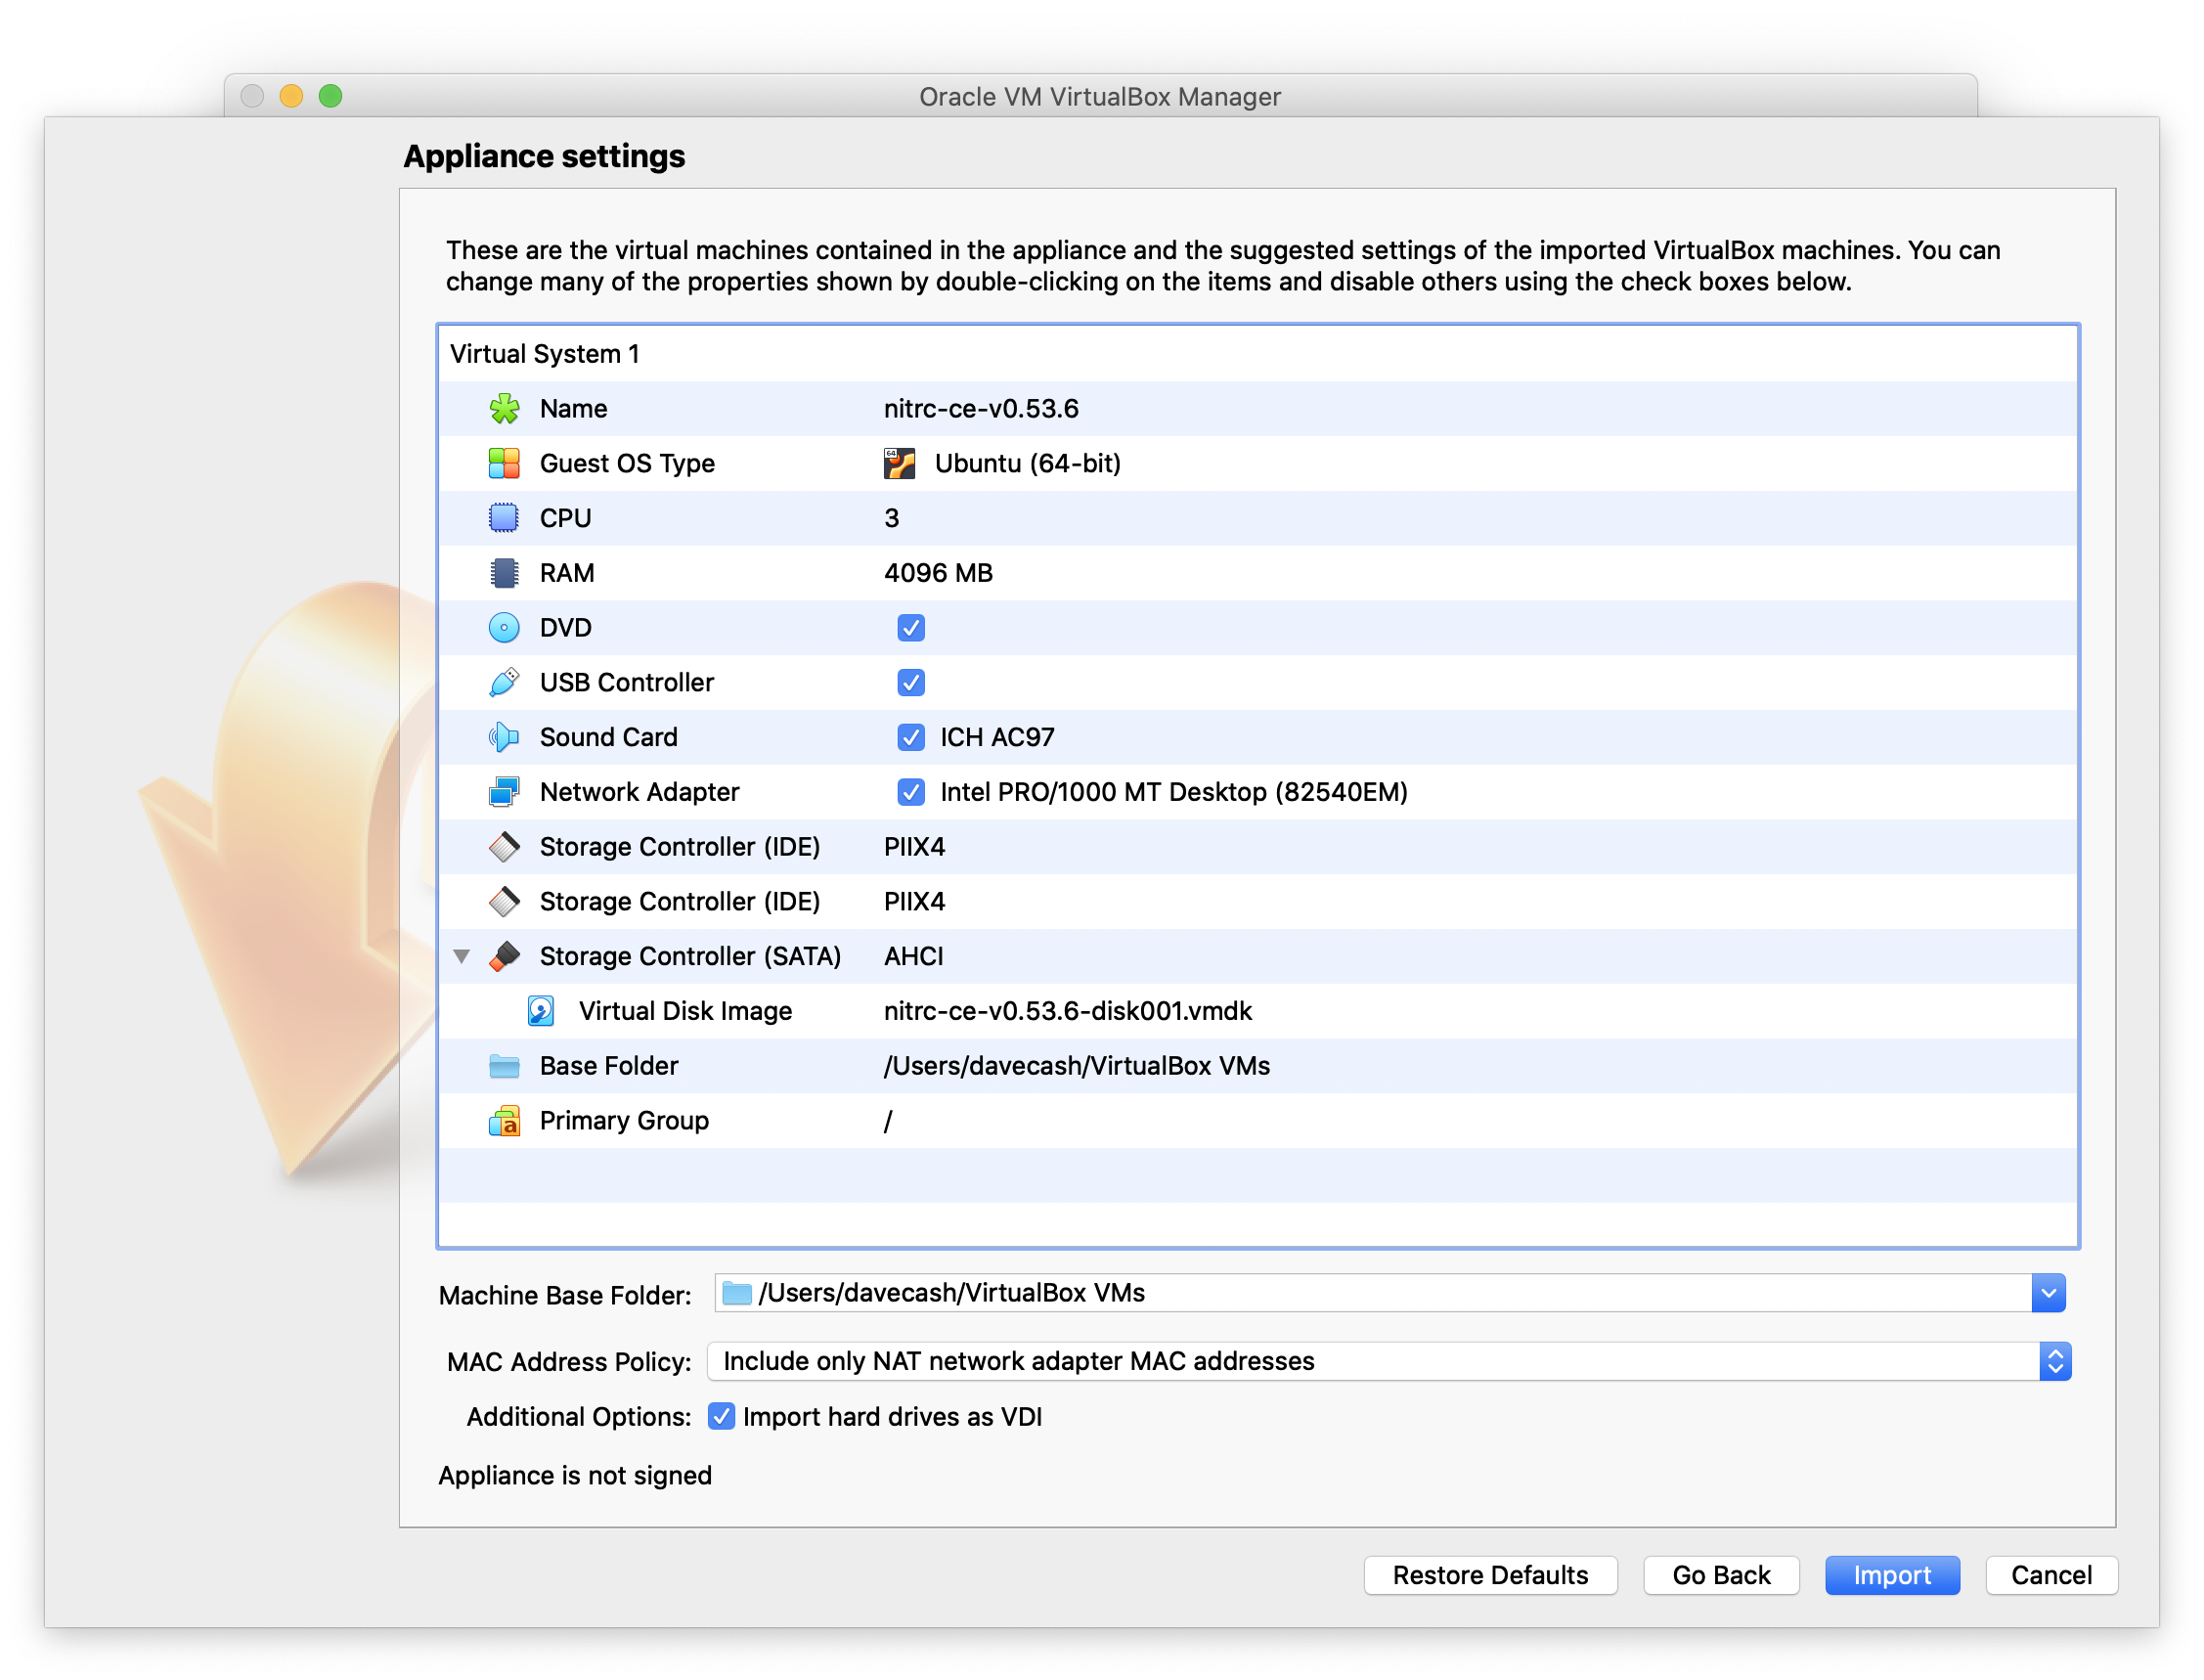 Oracle VM VirtualBox Manager
Appliance settings
These are the virtual machines contained in the appliance and the suggested settings of the imported VirtualBox machines. You can
change many of the properties shown by double-clicking on the items and disable others using the check boxes below.
Virtual System 1
Name nitrc-ce-v0.53.6
Guest OS Type 64 Ubuntu (64-bit)
CPU 3
RAM 4096 MB
DVD
USB Controller
Sound Card ICH AC97
Network Adapter Intel PRO/1000 MT Desktop (82540EM)
Storage Controller (IDE) PIIX4
Storage Controller (IDE) PIIX4
Storage Controller (SATA) AHCI
Virtual Disk Image nitrc-ce-v0.53.6-disk001.vmdk
Base Folder /Users/davecash/VirtualBox VMs
a Primary Group /
Machine Base Folder: /Users/davecash/VirtualBox VMs
MAC Address Policy: Include only NAT network adapter MAC addresses
Additional Options: Import hard drives as VDI
Appliance is not signed
Restore Defaults Go Back Import Cancel